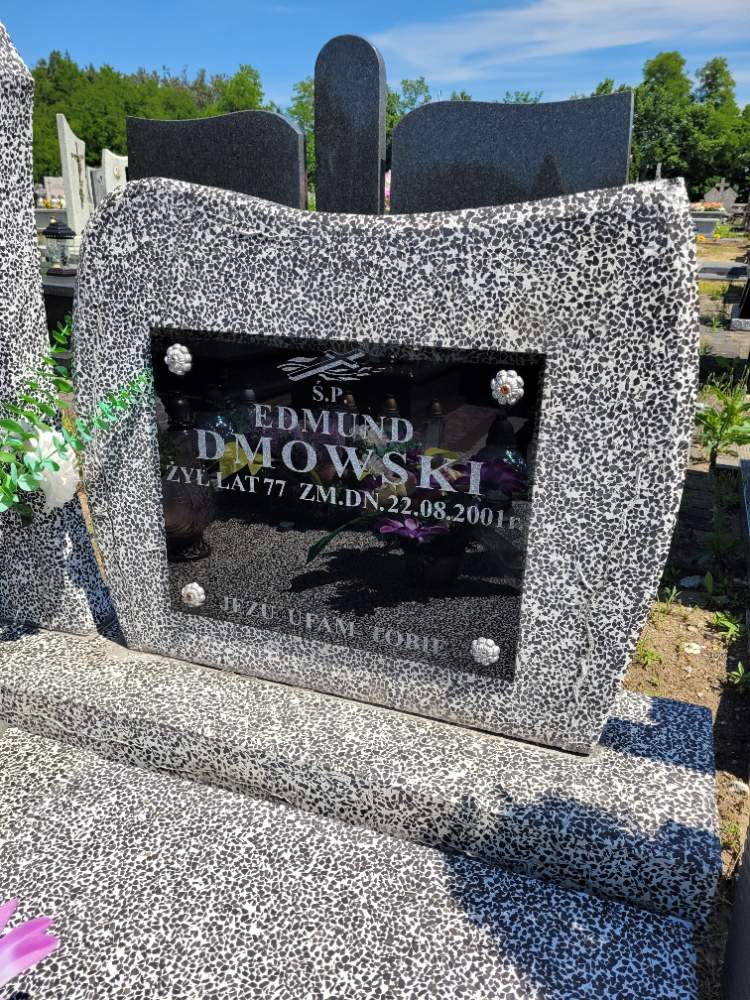 Ś.P.
EDMUND
DMOWSKI
ŻYŁ LAT 77 ZM.DN.22.08.2001r.
JEZU UFAM TOBIE